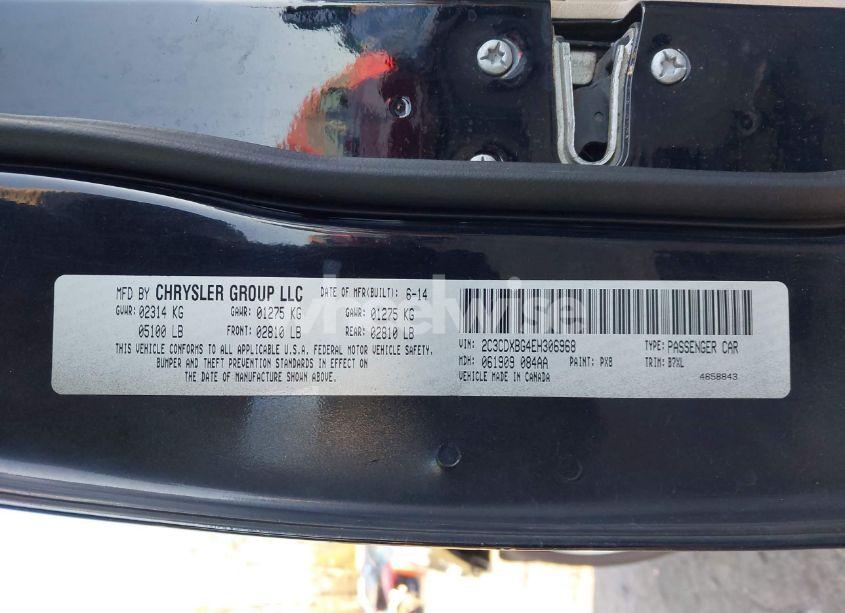 MFD BY CHRYSLER GROUP LLC DATE OF MFR(BUILT): 6-14
GVWR: 02314 KG GAWR: 01275 KG GAWR: 01275 KG
05100 LB FRONT: 02810 LB REAR: 02810 LB
THIS VEHICLE CONFORMS TO ALL APPLICABLE U.S.A. FEDERAL MOTOR VEHICLE SAFETY,
BUMPER AND THEFT PREVENTION STANDARDS IN EFFECT ON
THE DATE OF MANUFACTURE SHOWN ABOVE.
VIN: 2C3CDXBG4EH306968 TYPE: PASSENGER CAR
MDH: 061909 084AA PAINT: PX8 TRIM: B7XL
VEHICLE MADE IN CANADA 4658843